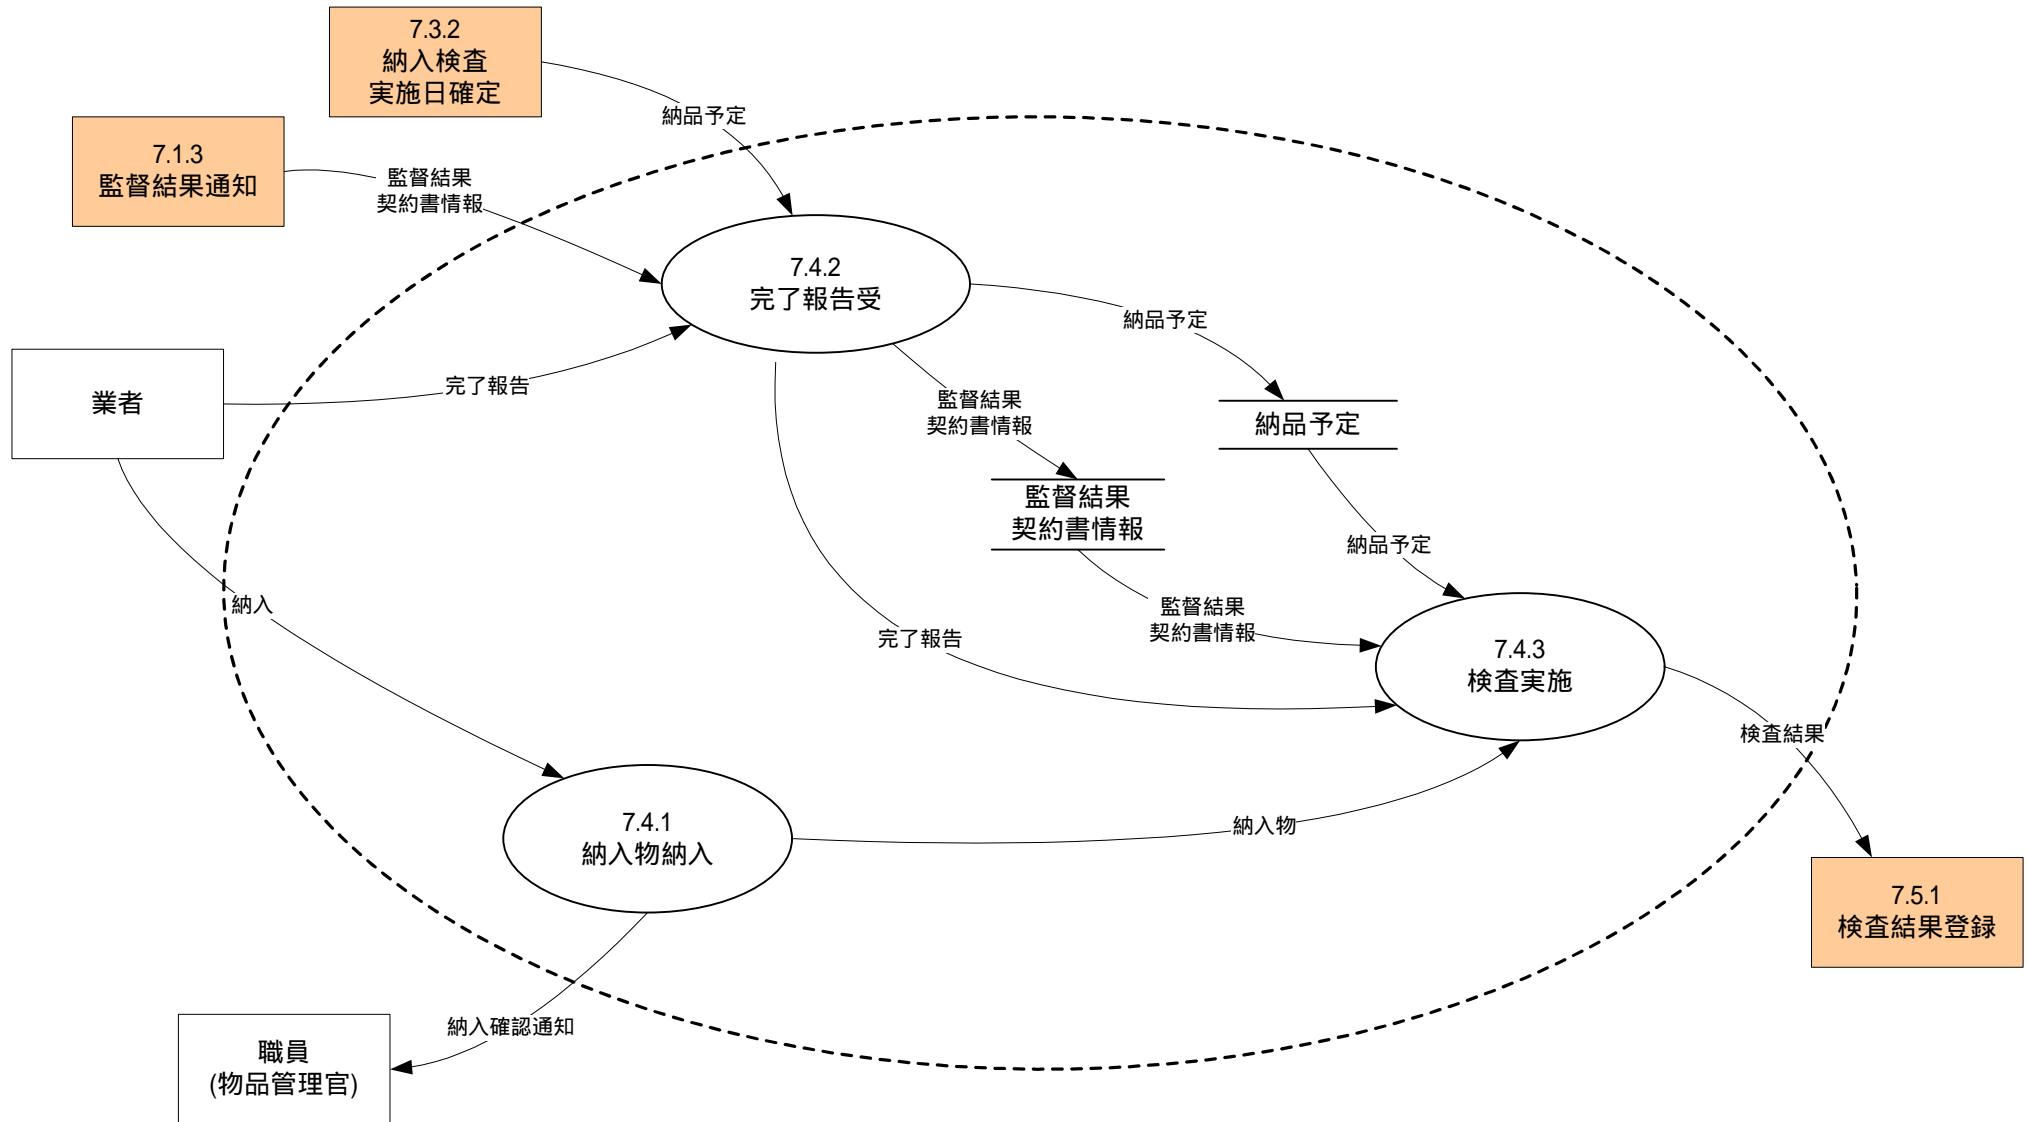 7.3.2
納入検査
実施日確定
納品予定
7.1.3
監督結果通知
監督結果
契約書情報
7.4.2
完了報告受
納品予定
業者
完了報告
監督結果
契約書情報
納品予定
監督結果
契約書情報
納品予定
納入
監督結果
契約書情報
完了報告
7.4.3
検査実施
検査結果
7.4.1
納入物納入
納入物
7.5.1
検査結果登録
納入確認通知
職員
(物品管理官)